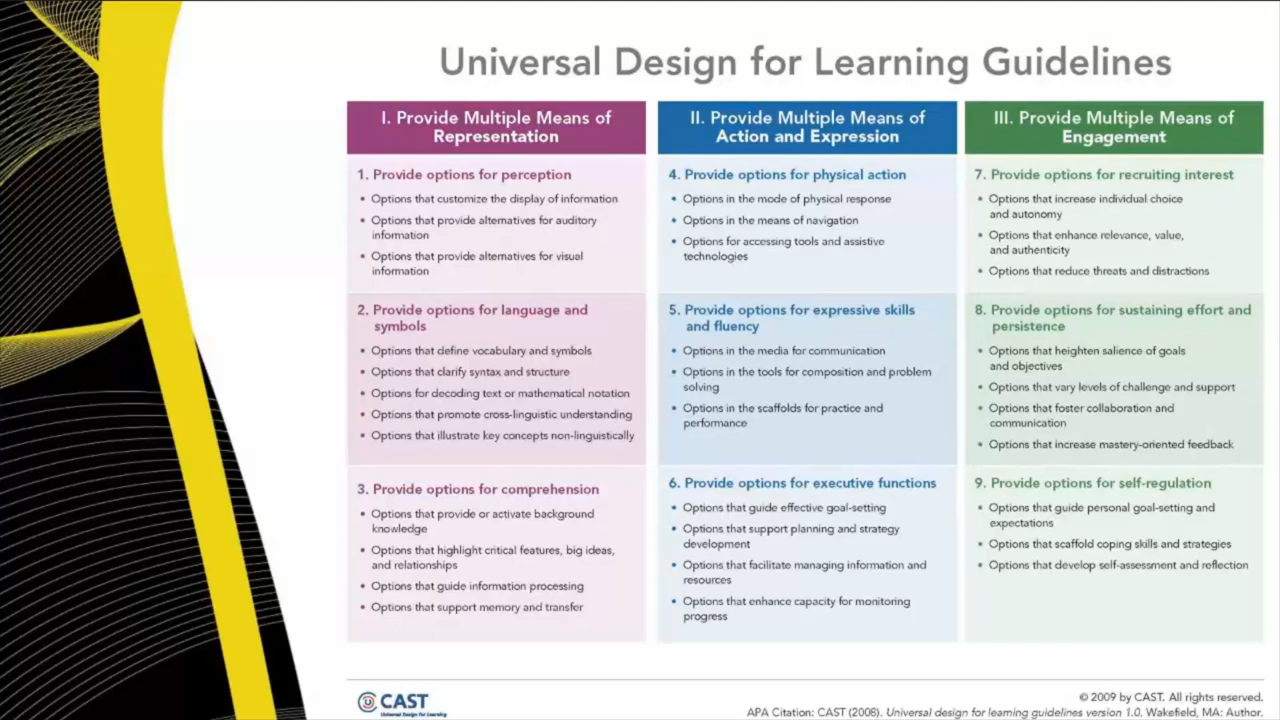 Universal Design for Learning Guidelines
I. Provide Multiple Means of
Representation
1. Provide options for perception
• Options that customize the display of information
• Options that provide alternatives for auditory
information
• Options that provide alternatives for visual
information
2. Provide options for language and
symbols
• Options that define vocabulary and symbols
• Options that clarify syntax and structure
• Options for decoding text or mathematical notation
• Options that promote cross-linguistic understanding
• Options that illustrate key concepts non-linguistically
3. Provide options for comprehension
• Options that provide or activate background
knowledge
• Options that highlight critical features, big ideas,
and relationships
• Options that guide information processing
• Options that support memory and transfer
II. Provide Multiple Means of
Action and Expression
4. Provide options for physical action
• Options in the mode of physical response
• Options in the means of navigation
• Options for accessing tools and assistive
technologies
5. Provide options for expressive skills
and fluency
• Options in the media for communication
• Options in the tools for composition and problem
solving
• Options in the scaffolds for practice and
performance
6. Provide options for executive functions
• Options that guide effective goal-setting
• Options that support planning and strategy
development
• Options that facilitate managing information and
resources
• Options that enhance capacity for monitoring
progress
III. Provide Multiple Means of
Engagement
7. Provide options for recruiting interest
• Options that increase individual choice
and autonomy
• Options that enhance relevance, value,
and authenticity
• Options that reduce threats and distractions
8. Provide options for sustaining effort and
persistence
• Options that heighten salience of goals
and objectives
• Options that vary levels of challenge and support
• Options that foster collaboration and
communication
• Options that increase mastery-oriented feedback
9. Provide options for self-regulation
• Options that guide personal goal-setting and
expectations
• Options that scaffold coping skills and strategies
• Options that develop self-assessment and reflection
CAST
Universal Design for Learning
© 2009 by CAST. All rights reserved.
APA Citation: CAST (2008). Universal design for learning guidelines version 1.0. Wakefield, MA: Author.